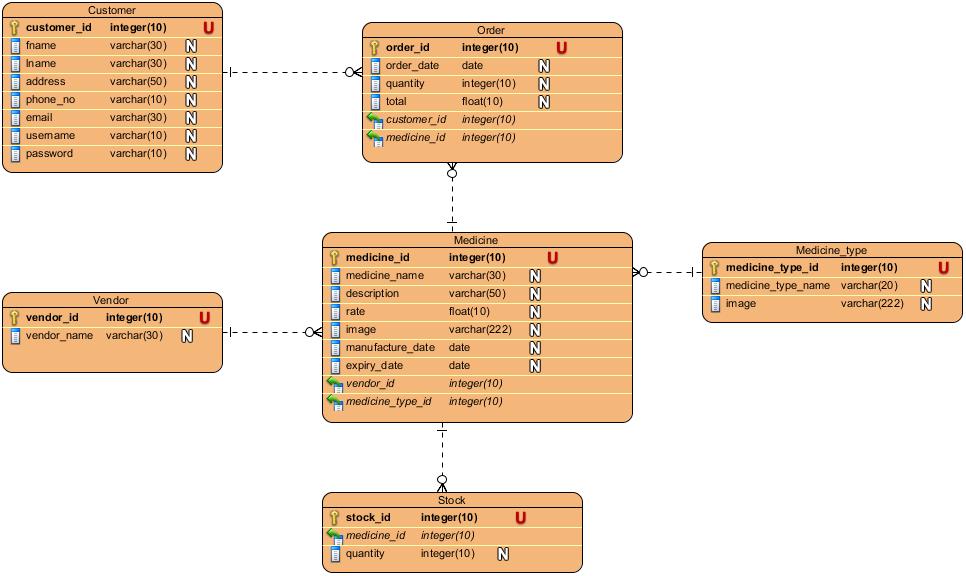 Customer
customer_id integer(10) U
fname varchar(30) N
lname varchar(30) N
address varchar(50) N
phone_no varchar(10) N
email varchar(30) N
username varchar(10) N
password varchar(10) N
Order
order_id integer(10) U
order_date date N
quantity integer(10) N
total float(10) N
customer_id integer(10)
medicine_id integer(10)
Medicine
medicine_id integer(10) U
medicine_name varchar(30) N
description varchar(50) N
rate float(10) N
image varchar(222) N
manufacture_date date N
expiry_date date N
vendor_id integer(10)
medicine_type_id integer(10)
Medicine_type
medicine_type_id integer(10) U
medicine_type_name varchar(20) N
image varchar(222) N
Vendor
vendor_id integer(10) U
vendor_name varchar(30) N
Stock
stock_id integer(10) U
medicine_id integer(10)
quantity integer(10) N